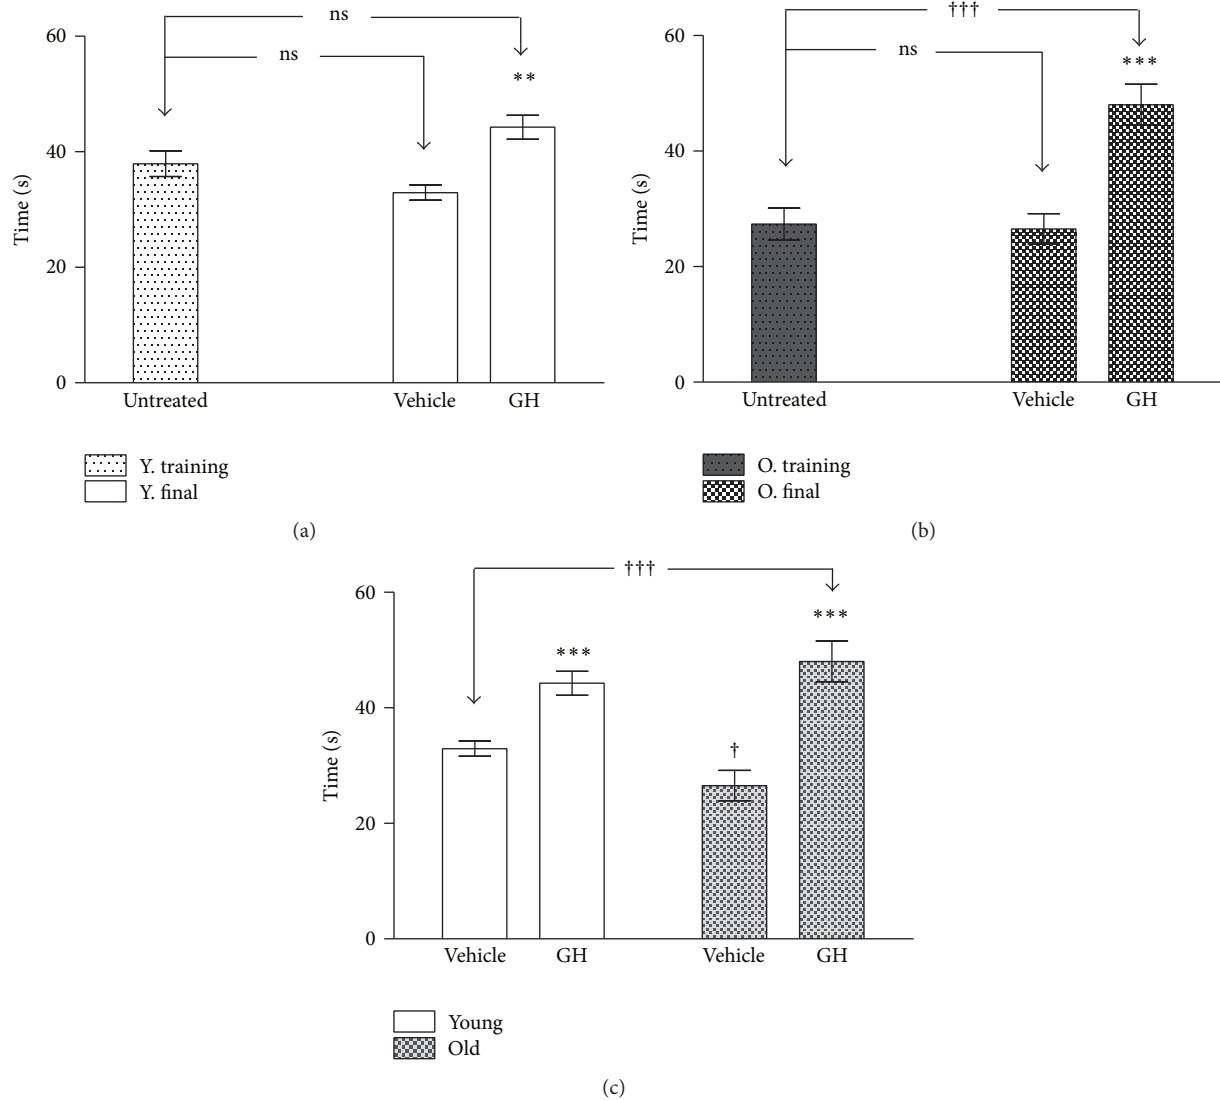 ns
ns
**
60
40
20
0
Time (s)
Untreated
Vehicle
GH
Y. training
Y. final
(a)
†††
ns
***
60
40
20
0
Time (s)
Untreated
Vehicle
GH
O. training
O. final
(b)
†††
***
***
†
60
40
20
0
Time (s)
Vehicle
GH
Vehicle
GH
Young
Old
(c)